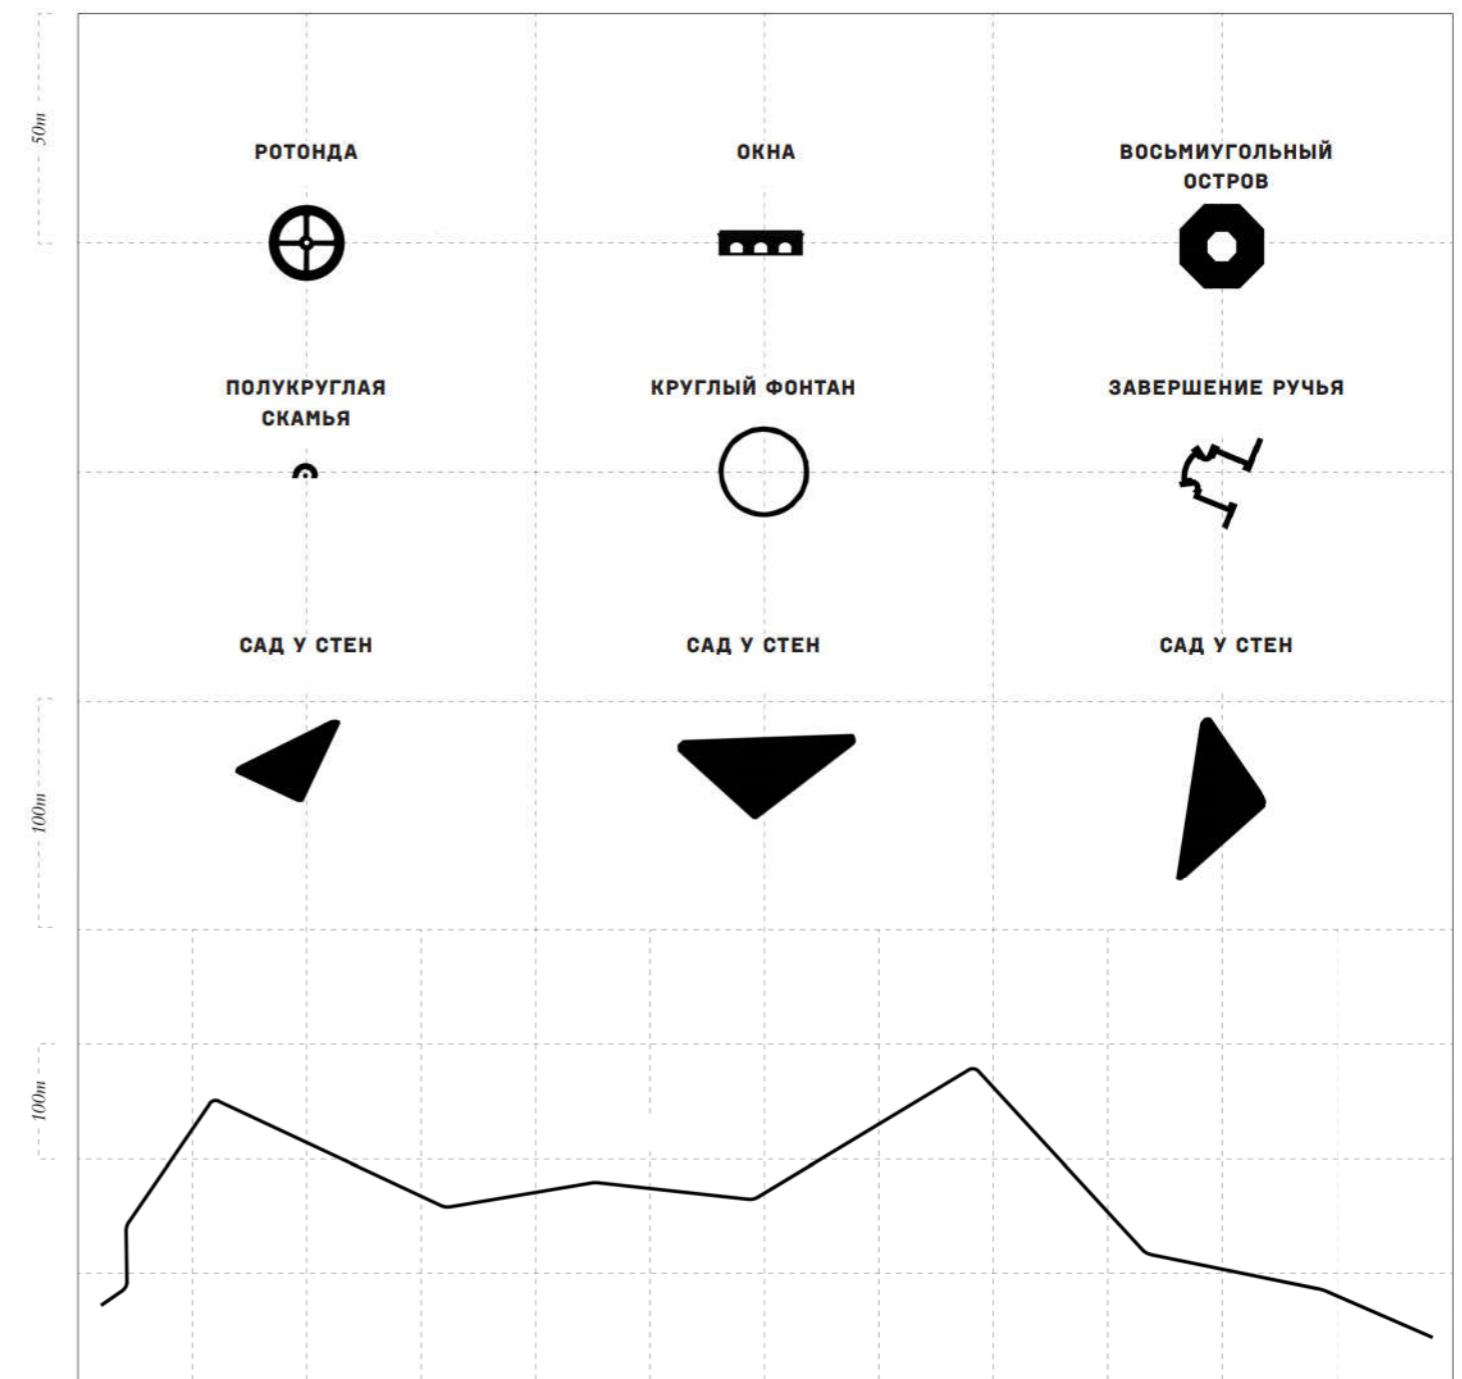 50m
РОТОНДА
ОКНА
ВОСЬМИУГОЛЬНЫЙ
ОСТРОВ
ПОЛУКРУГЛАЯ
СКАМЬЯ
КРУГЛЫЙ ФОНТАН
ЗАВЕРШЕНИЕ РУЧЬЯ
САД У СТЕН
САД У СТЕН
САД У СТЕН
100m
100m